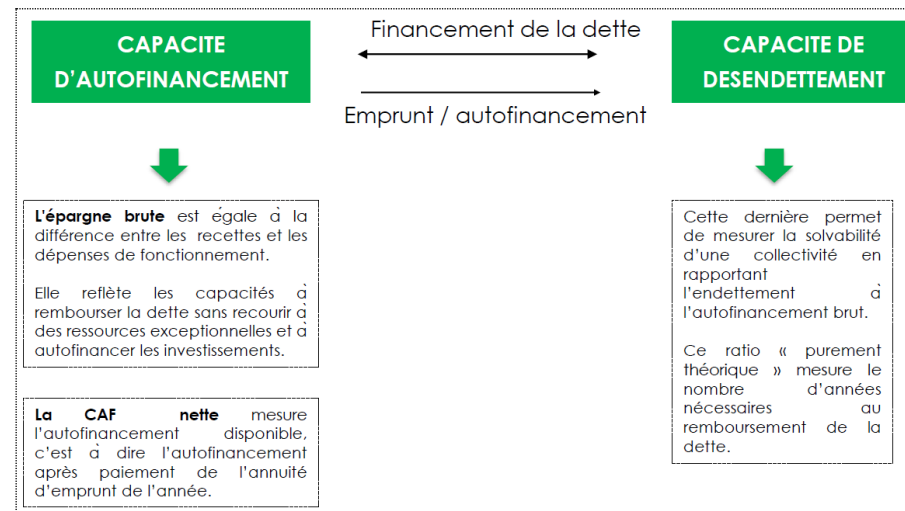 CAPACITE
D'AUTOFINANCEMENT
Financement de la dette
Emprunt / autofinancement
CAPACITE DE
DESENDETTEMENT
L'épargne brute est égale à la
différence entre les recettes et les
dépenses de fonctionnement.
Elle reflète les capacités à
rembourser la dette sans recourir à
des ressources exceptionnelles et à
autofinancer les investissements.
La CAF nette mesure
l'autofinancement disponible,
c'est à dire l'autofinancement
après paiement de l'annuité
d'emprunt de l'année.
Cette dernière permet
de mesurer la solvabilité
d'une collectivité en
rapportant
l'endettement à
l'autofinancement brut.
Ce ratio « purement
théorique » mesure le
nombre d'années
nécessaires au
remboursement de la
dette.